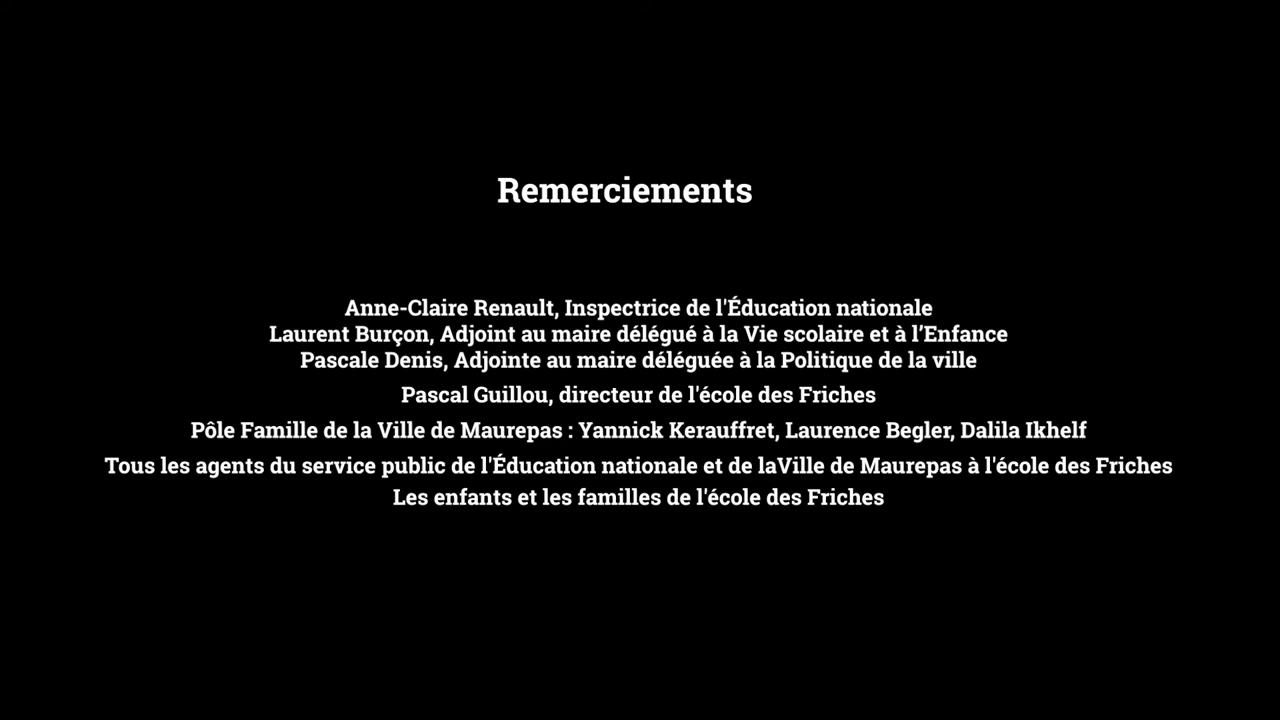 Remerciements
Anne-Claire Renault, Inspectrice de l'Éducation nationale
Laurent Burçon, Adjoint au maire délégué à la Vie scolaire et à l’Enfance
Pascale Denis, Adjointe au maire déléguée à la Politique de la ville
Pascal Guillou, directeur de l'école des Friches
Pôle Famille de la Ville de Maurepas : Yannick Kerauffret, Laurence Begler, Dalila Ikhelf
Tous les agents du service public de l'Éducation nationale et de laVille de Maurepas à l'école des Friches
Les enfants et les familles de l'école des Friches